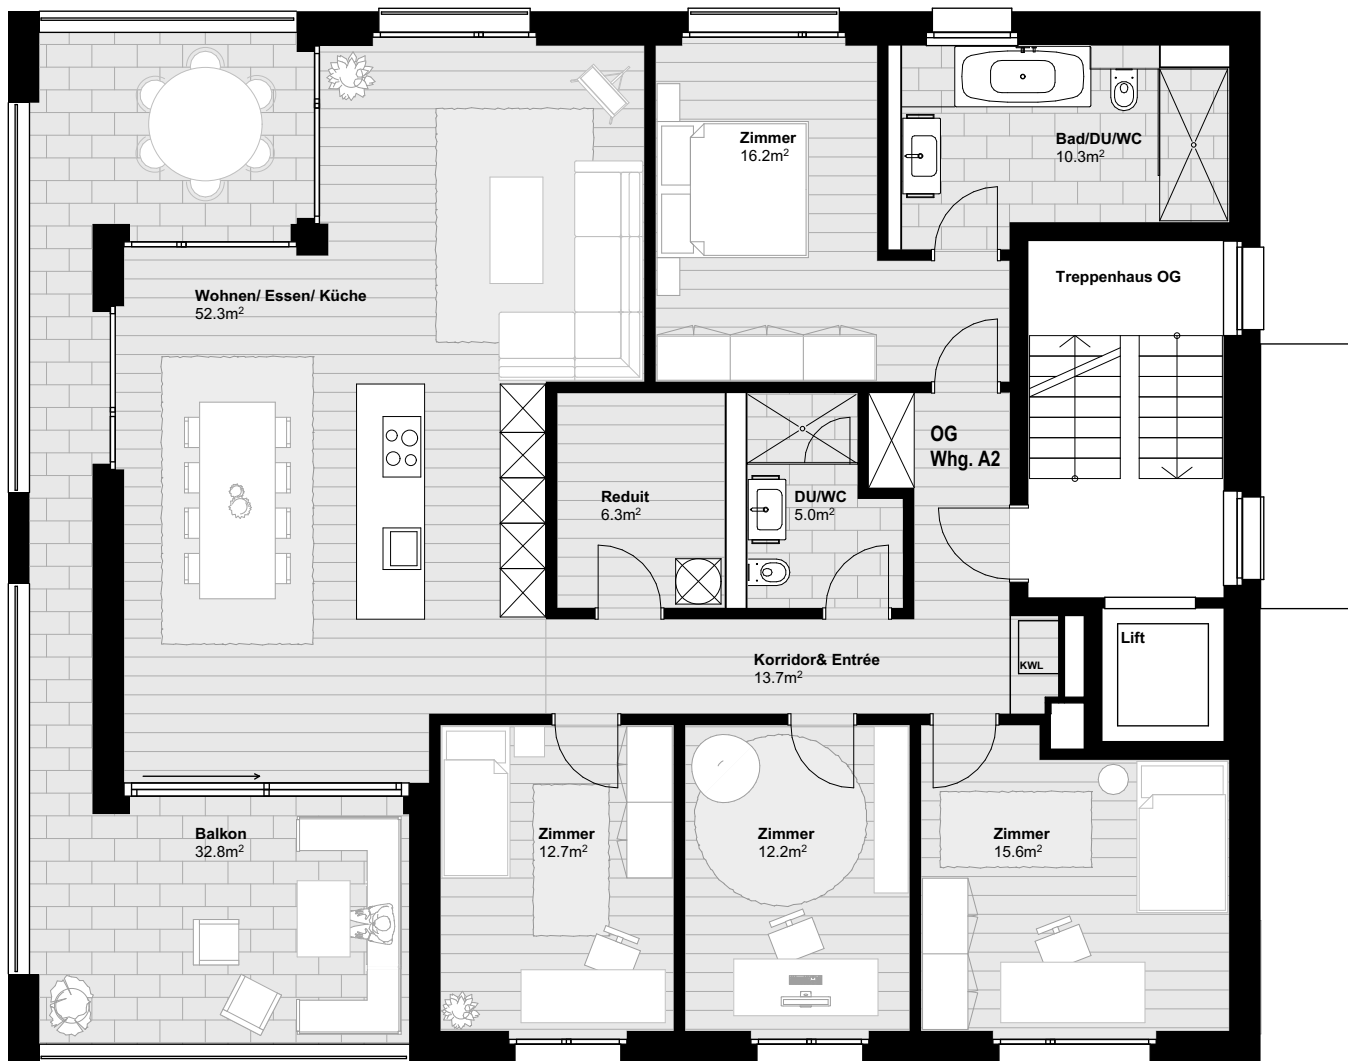 Zimmer
16.2m²
Bad/DU/WC
10.3m²
Treppenhaus OG
Wohnen/ Essen/ Küche
52.3m²
OG
Whg. A2
Reduit
6.3m²
DU/WC
5.0m²
Korridor& Entrée
13.7m²
KWL
Lift
Balkon
32.8m²
Zimmer
12.7m²
Zimmer
12.2m²
Zimmer
15.6m²